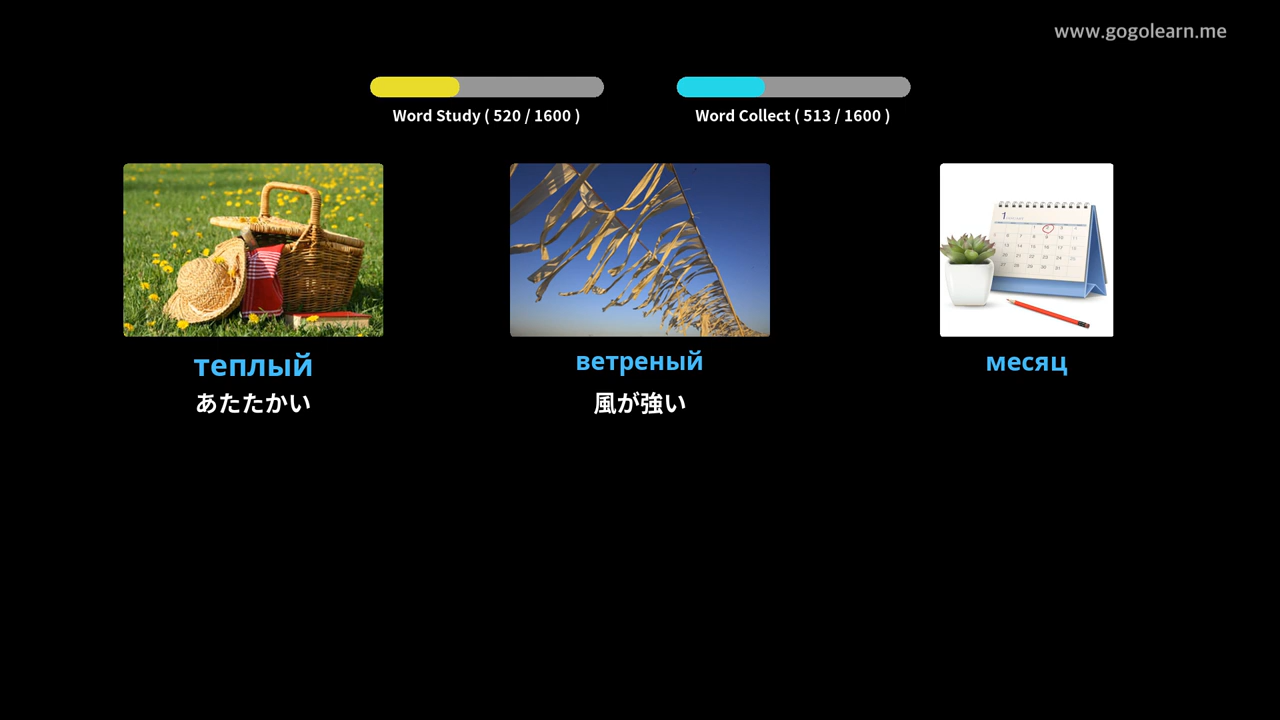 www.gogolearn.me
Word Study ( 520 / 1600 )
Word Collect ( 513 / 1600 )
теплый
あたたかい
ветреный
風が強い
месяц